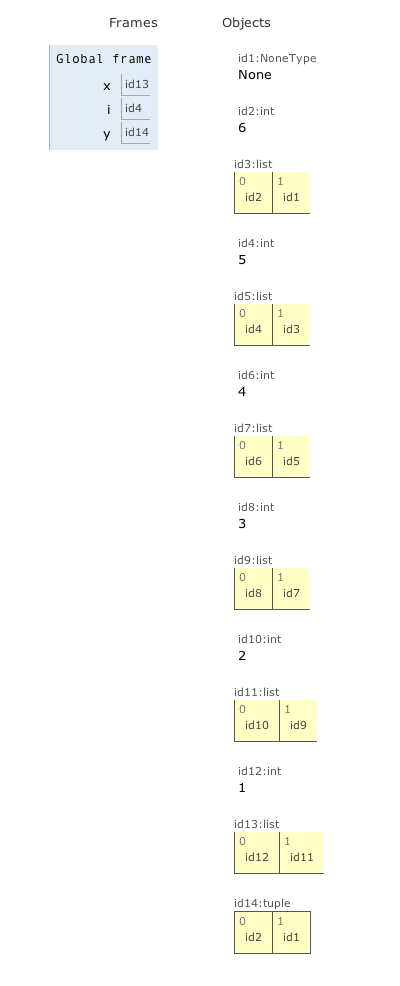 Frames Objects
Global frame
x id13
i id4
y id14
id1:NoneType
None
id2:int
6
id3:list
0 1
id2 id1
id4:int
5
id5:list
0 1
id4 id3
id6:int
4
id7:list
0 1
id6 id5
id8:int
3
id9:list
0 1
id8 id7
id10:int
2
id11:list
0 1
id10 id9
id12:int
1
id13:list
0 1
id12 id11
id14:tuple
0 1
id2 id1